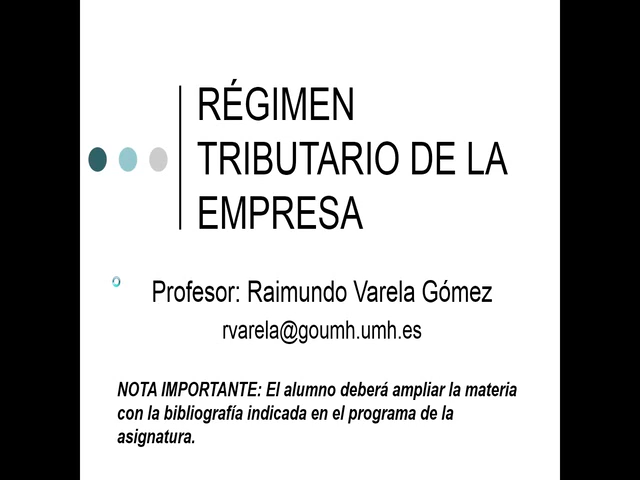 RÉGIMEN
TRIBUTARIO DE LA
EMPRESA
Profesor: Raimundo Varela Gómez
rvarela@goumh.umh.es
NOTA IMPORTANTE: El alumno deberá ampliar la materia
con la bibliografía indicada en el programa de la
asignatura.